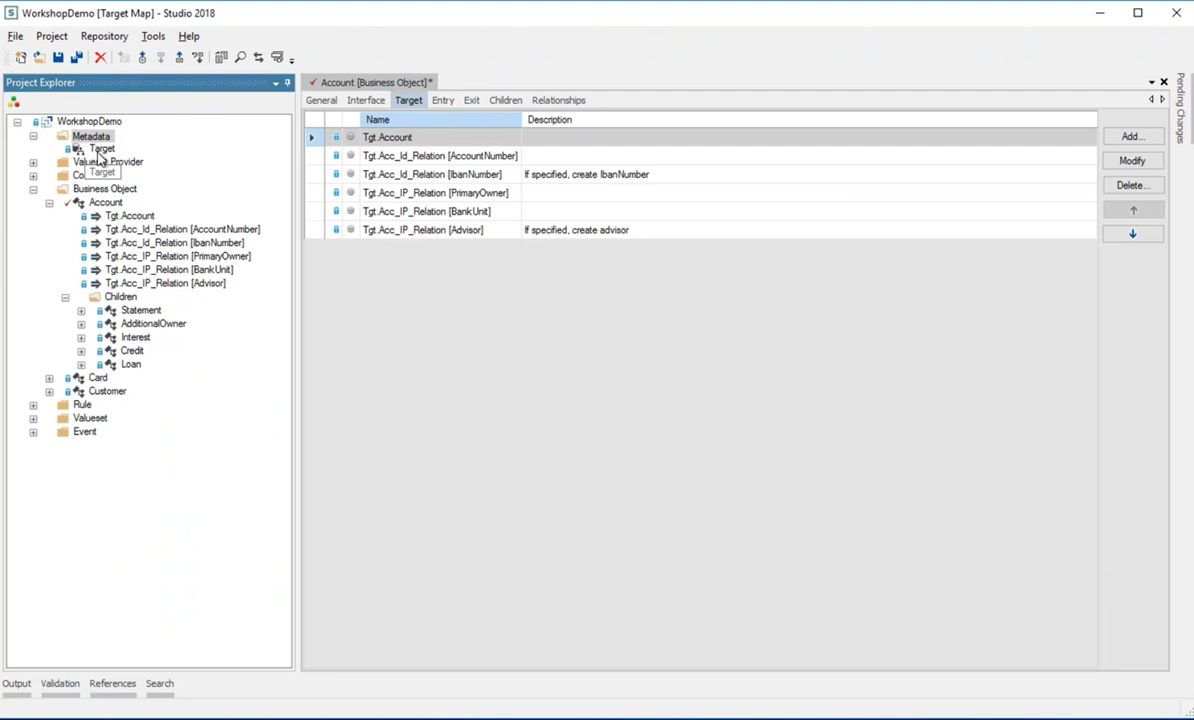 WorkshopDemo [Target Map] - Studio 2018
File Project Repository Tools Help
Project Explorer
WorkshopDemo
Metadata
Target
Target
Business Object
Account
Tgt.Account
Tgt.Acc_Id_Relation [AccountNumber]
Tgt.Acc_Id_Relation [IbanNumber]
Tgt.Acc_IP_Relation [PrimaryOwner]
Tgt.Acc_IP_Relation [BankUnit]
Tgt.Acc_IP_Relation [Advisor]
Children
Statement
AdditionalOwner
Interest
Credit
Loan
Card
Customer
Rule
Valueset
Event
Account [Business Object]*
General Interface Target Entry Exit Children Relationships
Name Description
Tgt.Account
Tgt.Acc_Id_Relation [AccountNumber]
Tgt.Acc_Id_Relation [IbanNumber] If specified, create IbanNumber
Tgt.Acc_IP_Relation [PrimaryOwner]
Tgt.Acc_IP_Relation [BankUnit]
Tgt.Acc_IP_Relation [Advisor] If specified, create advisor
Add...
Modify
Delete...
Pending Changes
Output Validation References Search